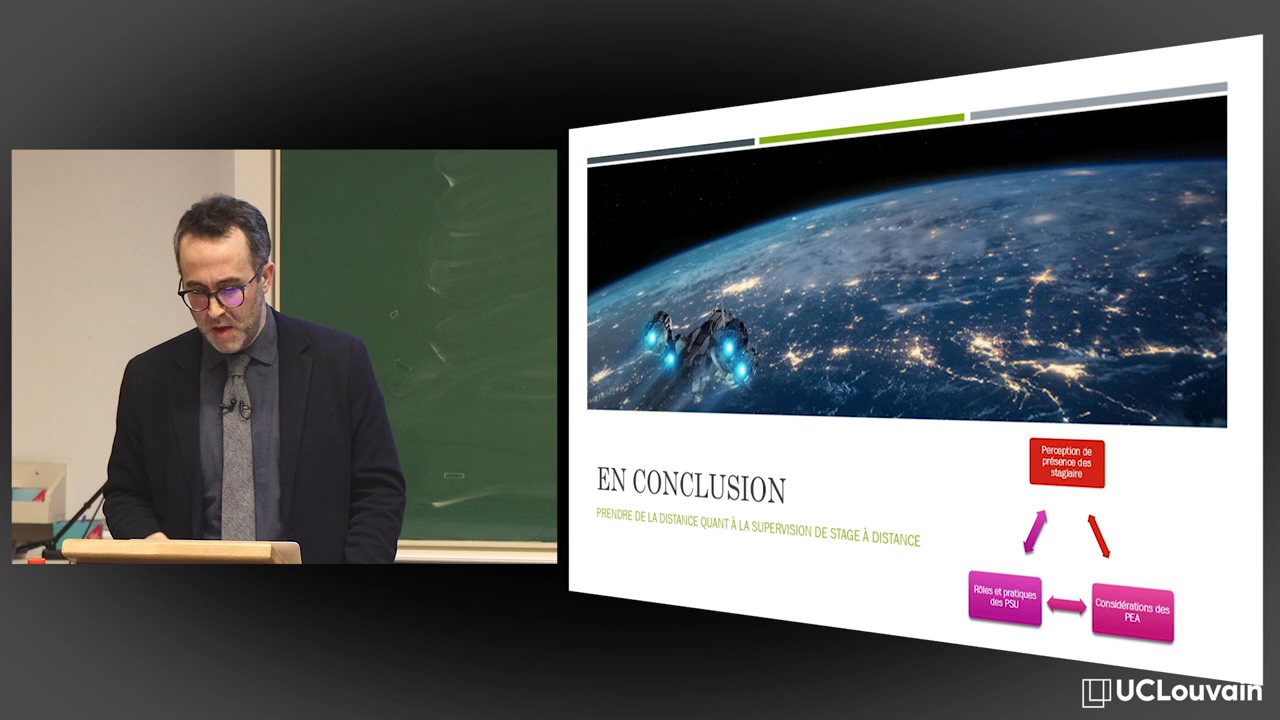 EN CONCLUSION
PRENDRE DE LA DISTANCE QUANT À LA SUPERVISION DE STAGE À DISTANCE
Perception de
présence des
stagiaire
Rôles et pratiques
des PSU
Considérations des
PEA
UCLouvain